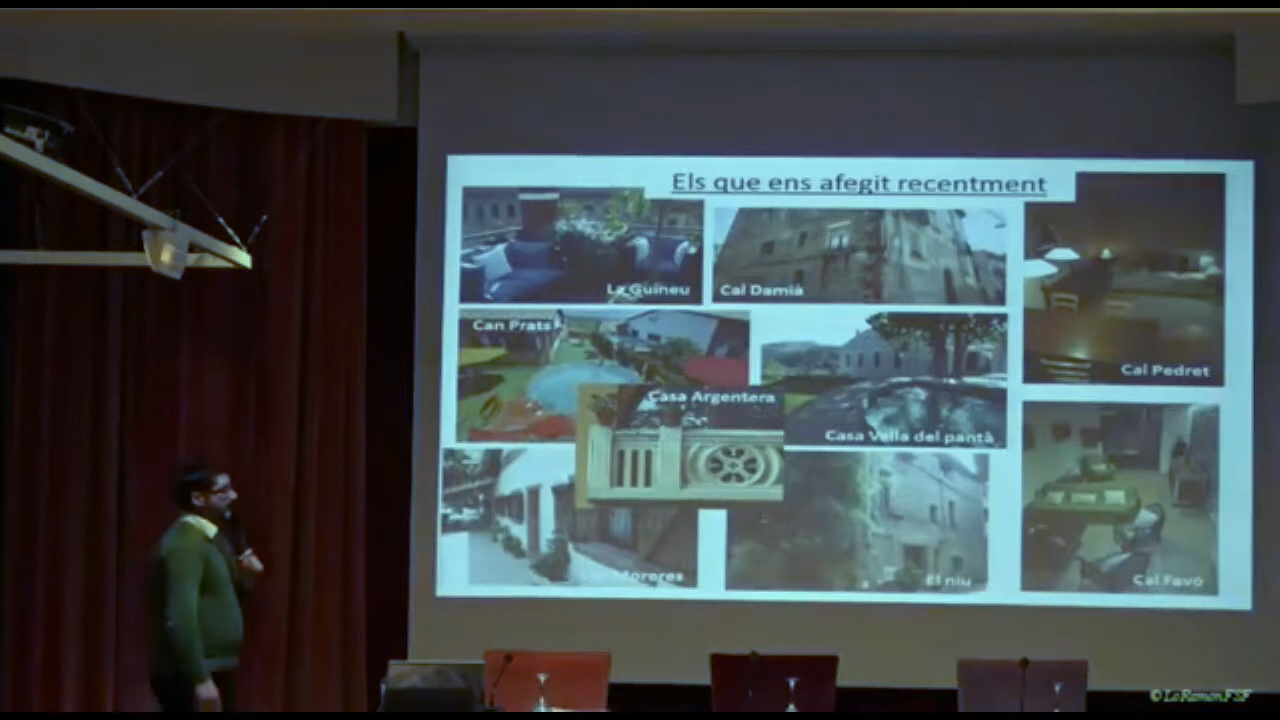 Els que ens afegit recentment
La Guineu
Cal Damià
Cal Pedret
Can Prats
Casa Argentera
Casa Vella del pantà
El niu
Cal Favo
© LoRamonFSF